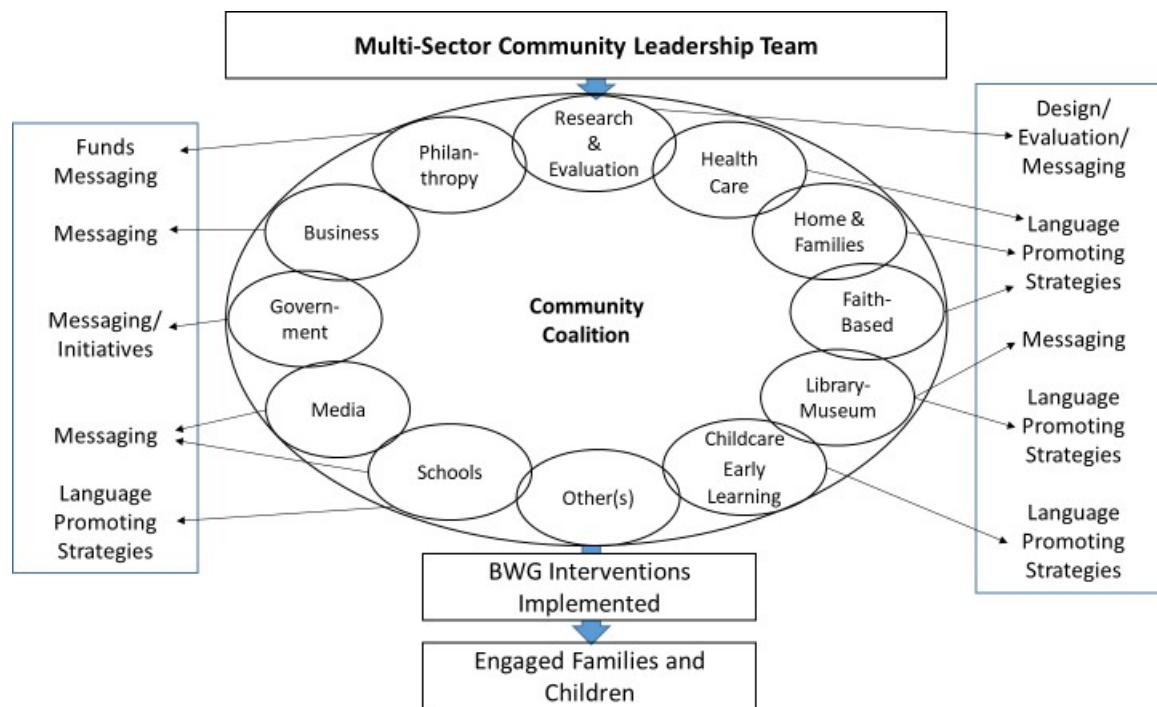 Multi-Sector Community Leadership Team
Funds
Messaging
Messaging
Messaging/
Initiatives
Messaging
Language
Promoting
Strategies
Research
&
Evaluation
Philan-
thropy
Health
Care
Business
Home &
Families
Govern-
ment
Faith-
Based
Community
Coalition
Media
Library-
Museum
Schools
Childcare
Early
Learning
Other(s)
Design/
Evaluation/
Messaging
Language
Promoting
Strategies
Messaging
Language
Promoting
Strategies
Language
Promoting
Strategies
BWG Interventions
Implemented
Engaged Families and
Children